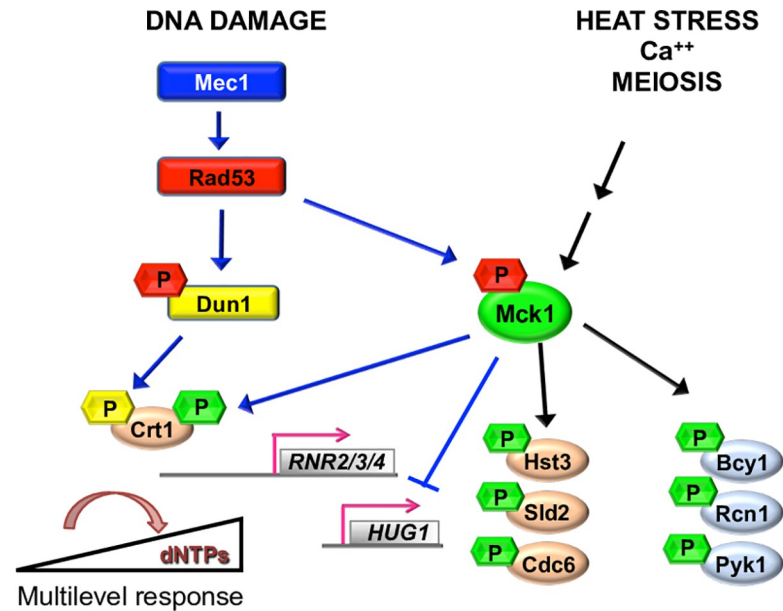 DNA DAMAGE
HEAT STRESS
Ca++
MEIOSIS
Mec1
Rad53
P
Dun1
P
Mck1
P
P
Crt1
RNR2/3/4
HUG1
P
Hst3
P
Sld2
P
Cdc6
P
Bcy1
P
Rcn1
P
Pyk1
dNTPs
Multilevel response